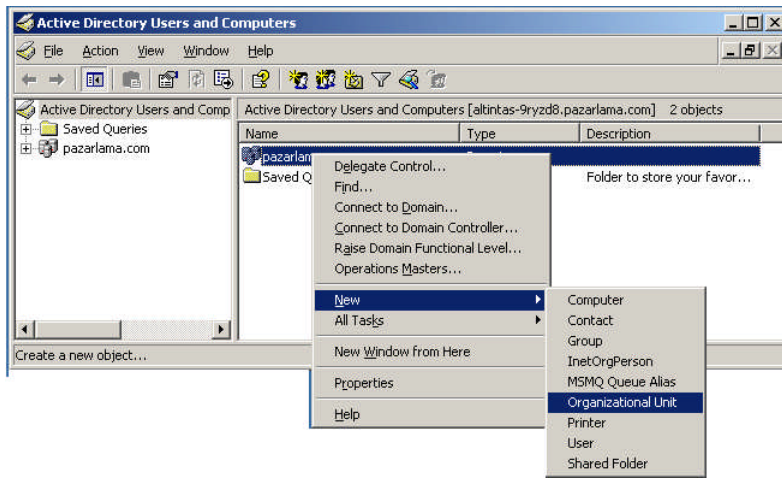 Active Directory Users and Computers
File Action View Window Help
Active Directory Users and Comp
Saved Queries
pazarlama.com
Active Directory Users and Computers [altintas-9ryzd8.pazarlama.com] 2 objects
Name Type Description
Saved Q
Folder to store your favor...
Delegate Control...
Find...
Connect to Domain...
Connect to Domain Controller...
Raise Domain Functional Level...
Operations Masters...
New
All Tasks
New Window from Here
Properties
Help
Computer
Contact
Group
InetOrgPerson
MSMQ Queue Alias
Organizational Unit
Printer
User
Shared Folder
Create a new object...